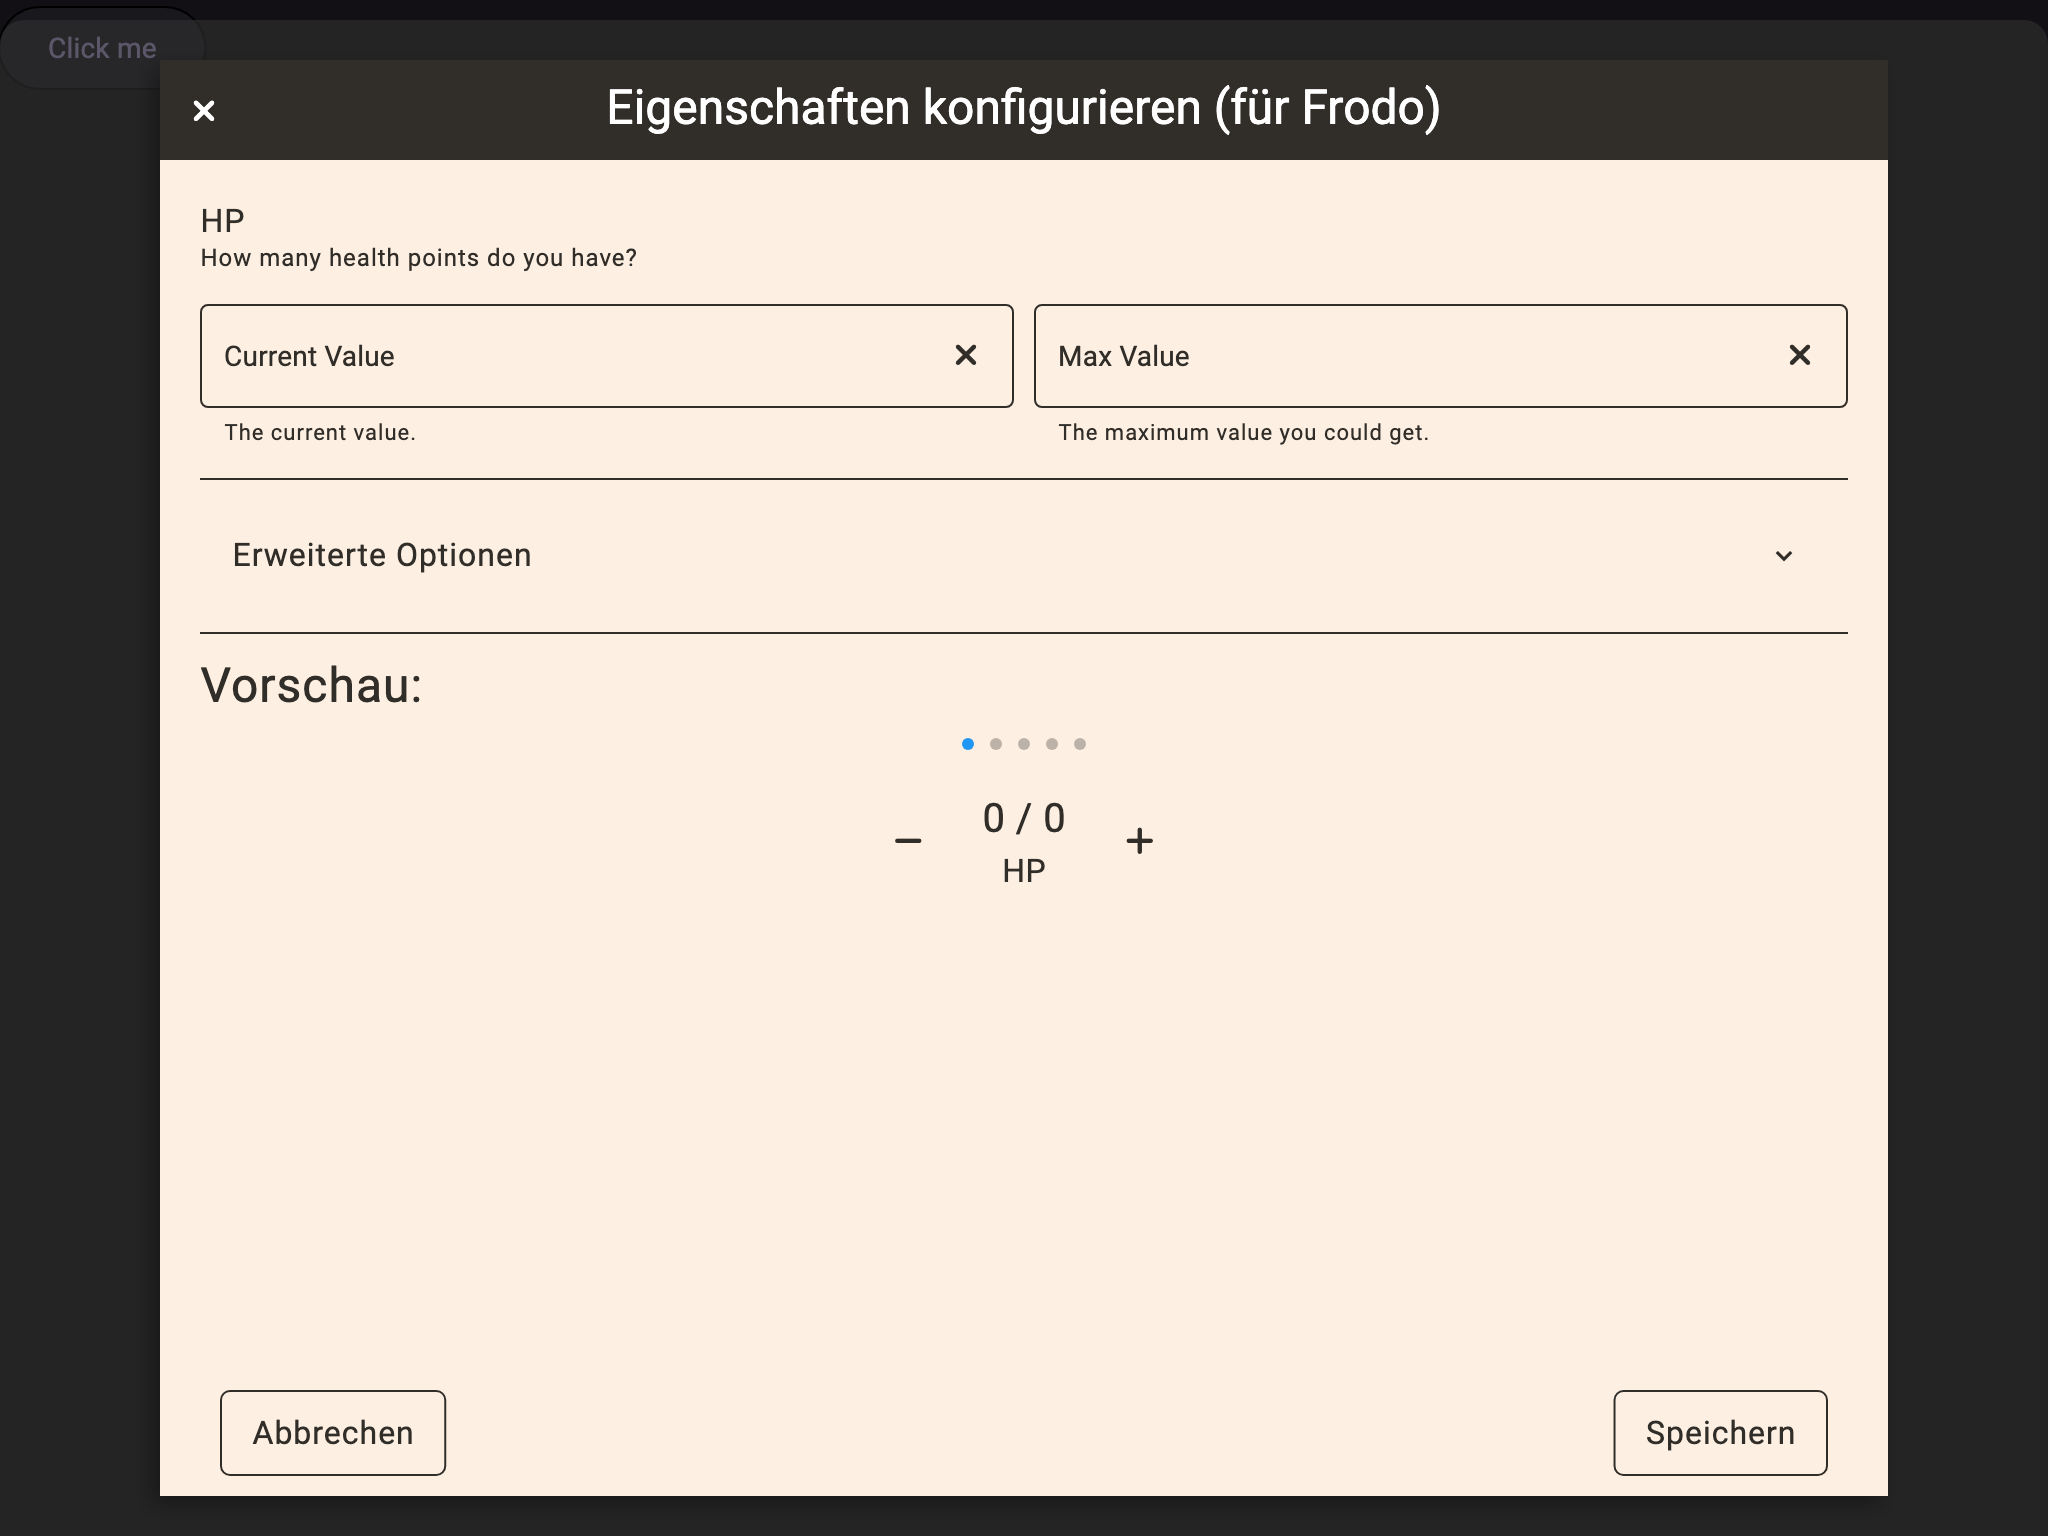 Click me
Eigenschaften konfigurieren (für Frodo)
HP
How many health points do you have?
Current Value
Max Value
The current value.
The maximum value you could get.
Erweiterte Optionen
Vorschau:
0 / 0
HP
Abbrechen
Speichern